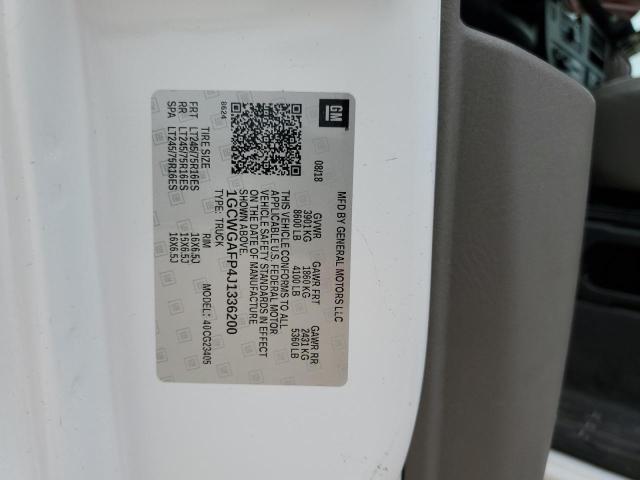 GM
MFD BY GENERAL MOTORS LLC
08/18 GVWR GAWR FRT GAWR RR
3901 KG 1860 KG 2431 KG
8600 LB 4100 LB 5360 LB
THIS VEHICLE CONFORMS TO ALL
APPLICABLE U.S. FEDERAL MOTOR
VEHICLE SAFETY STANDARDS IN EFFECT
ON THE DATE OF MANUFACTURE
SHOWN ABOVE.
8624
1GCWGAFP4J1336200
TYPE: TRUCK MODEL: 40CG23405
TIRE SIZE RIM
FRT LT245/75R16ES 16X6.5J
RR LT245/75R16ES 16X6.5J
SPA LT245/75R16ES 16X6.5J